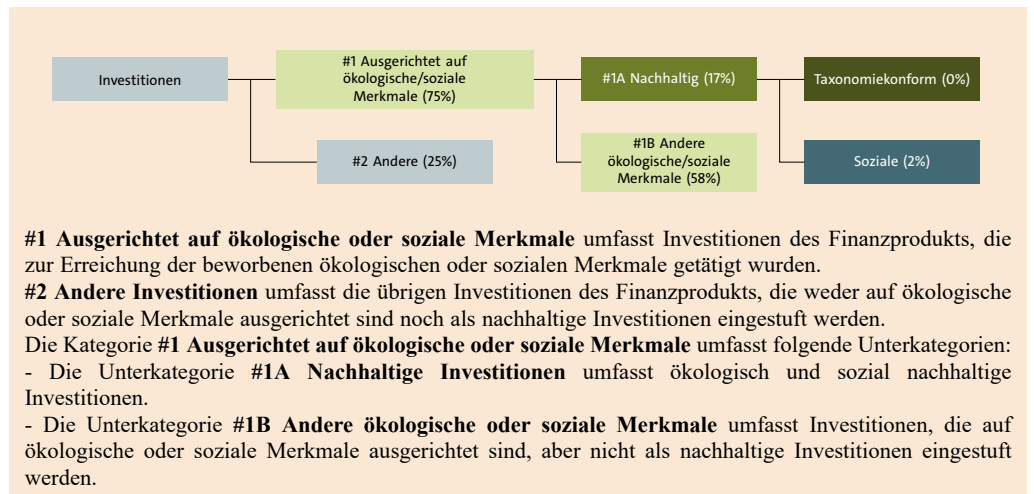 Investitionen
#1 Ausgerichtet auf
ökologische/soziale
Merkmale (75%)
#1A Nachhaltig (17%)
Taxonomiekonform (0%)
#2 Andere (25%)
#1B Andere
ökologische/soziale
Merkmale (58%)
Soziale (2%)
#1 Ausgerichtet auf ökologische oder soziale Merkmale umfasst Investitionen des Finanzprodukts, die
zur Erreichung der beworbenen ökologischen oder sozialen Merkmale getätigt wurden.
#2 Andere Investitionen umfasst die übrigen Investitionen des Finanzprodukts, die weder auf ökologische
oder soziale Merkmale ausgerichtet sind noch als nachhaltige Investitionen eingestuft werden.
Die Kategorie #1 Ausgerichtet auf ökologische oder soziale Merkmale umfasst folgende Unterkategorien:
- Die Unterkategorie #1A Nachhaltige Investitionen umfasst ökologisch und sozial nachhaltige
Investitionen.
- Die Unterkategorie #1B Andere ökologische oder soziale Merkmale umfasst Investitionen, die auf
ökologische oder soziale Merkmale ausgerichtet sind, aber nicht als nachhaltige Investitionen eingestuft
werden.